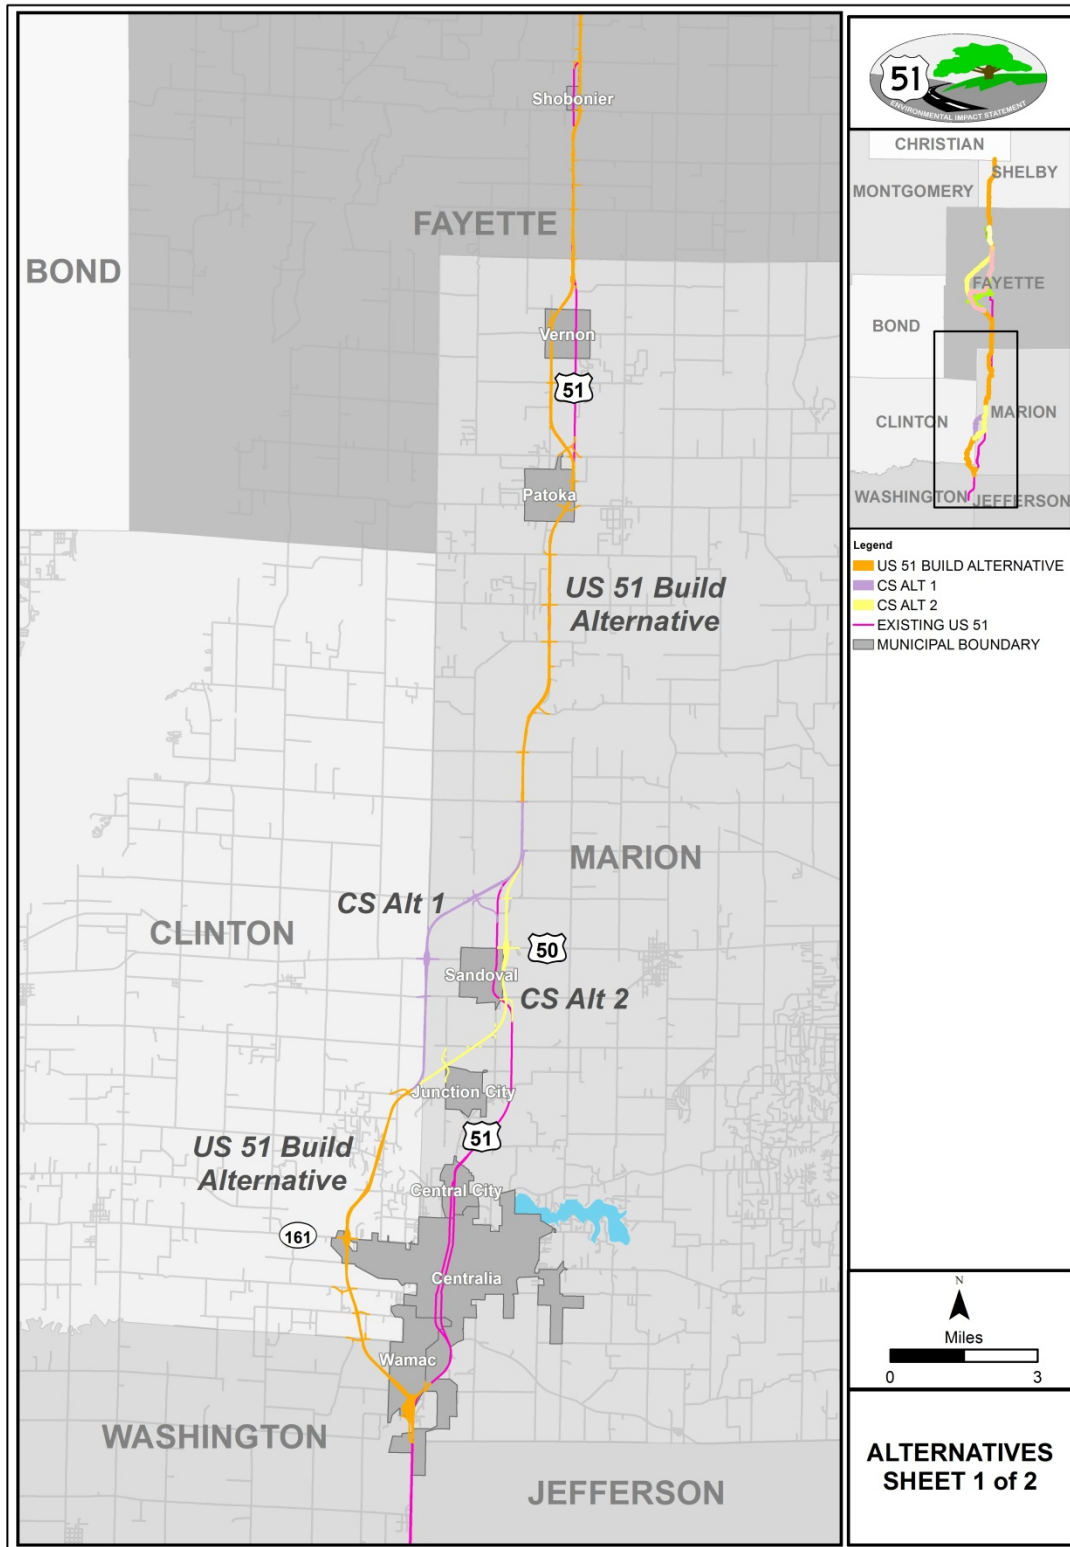 Shobonier
FAYETTE
BOND
Vernon
51
Patoka
US 51 Build
Alternative
MARION
CS Alt 1
CLINTON
50
Sandoval
CS Alt 2
Junction City
51
US 51 Build
Alternative
Central City
161
Centralia
Wamac
WASHINGTON
JEFFERSON
51
ENVIRONMENTAL IMPACT STATEMENT
CHRISTIAN
SHELBY
MONTGOMERY
FAYETTE
BOND
MARION
CLINTON
WASHINGTON
JEFFERSON
Legend
US 51 BUILD ALTERNATIVE
CS ALT 1
CS ALT 2
EXISTING US 51
MUNICIPAL BOUNDARY
N
Miles
0 3
ALTERNATIVES
SHEET 1 of 2